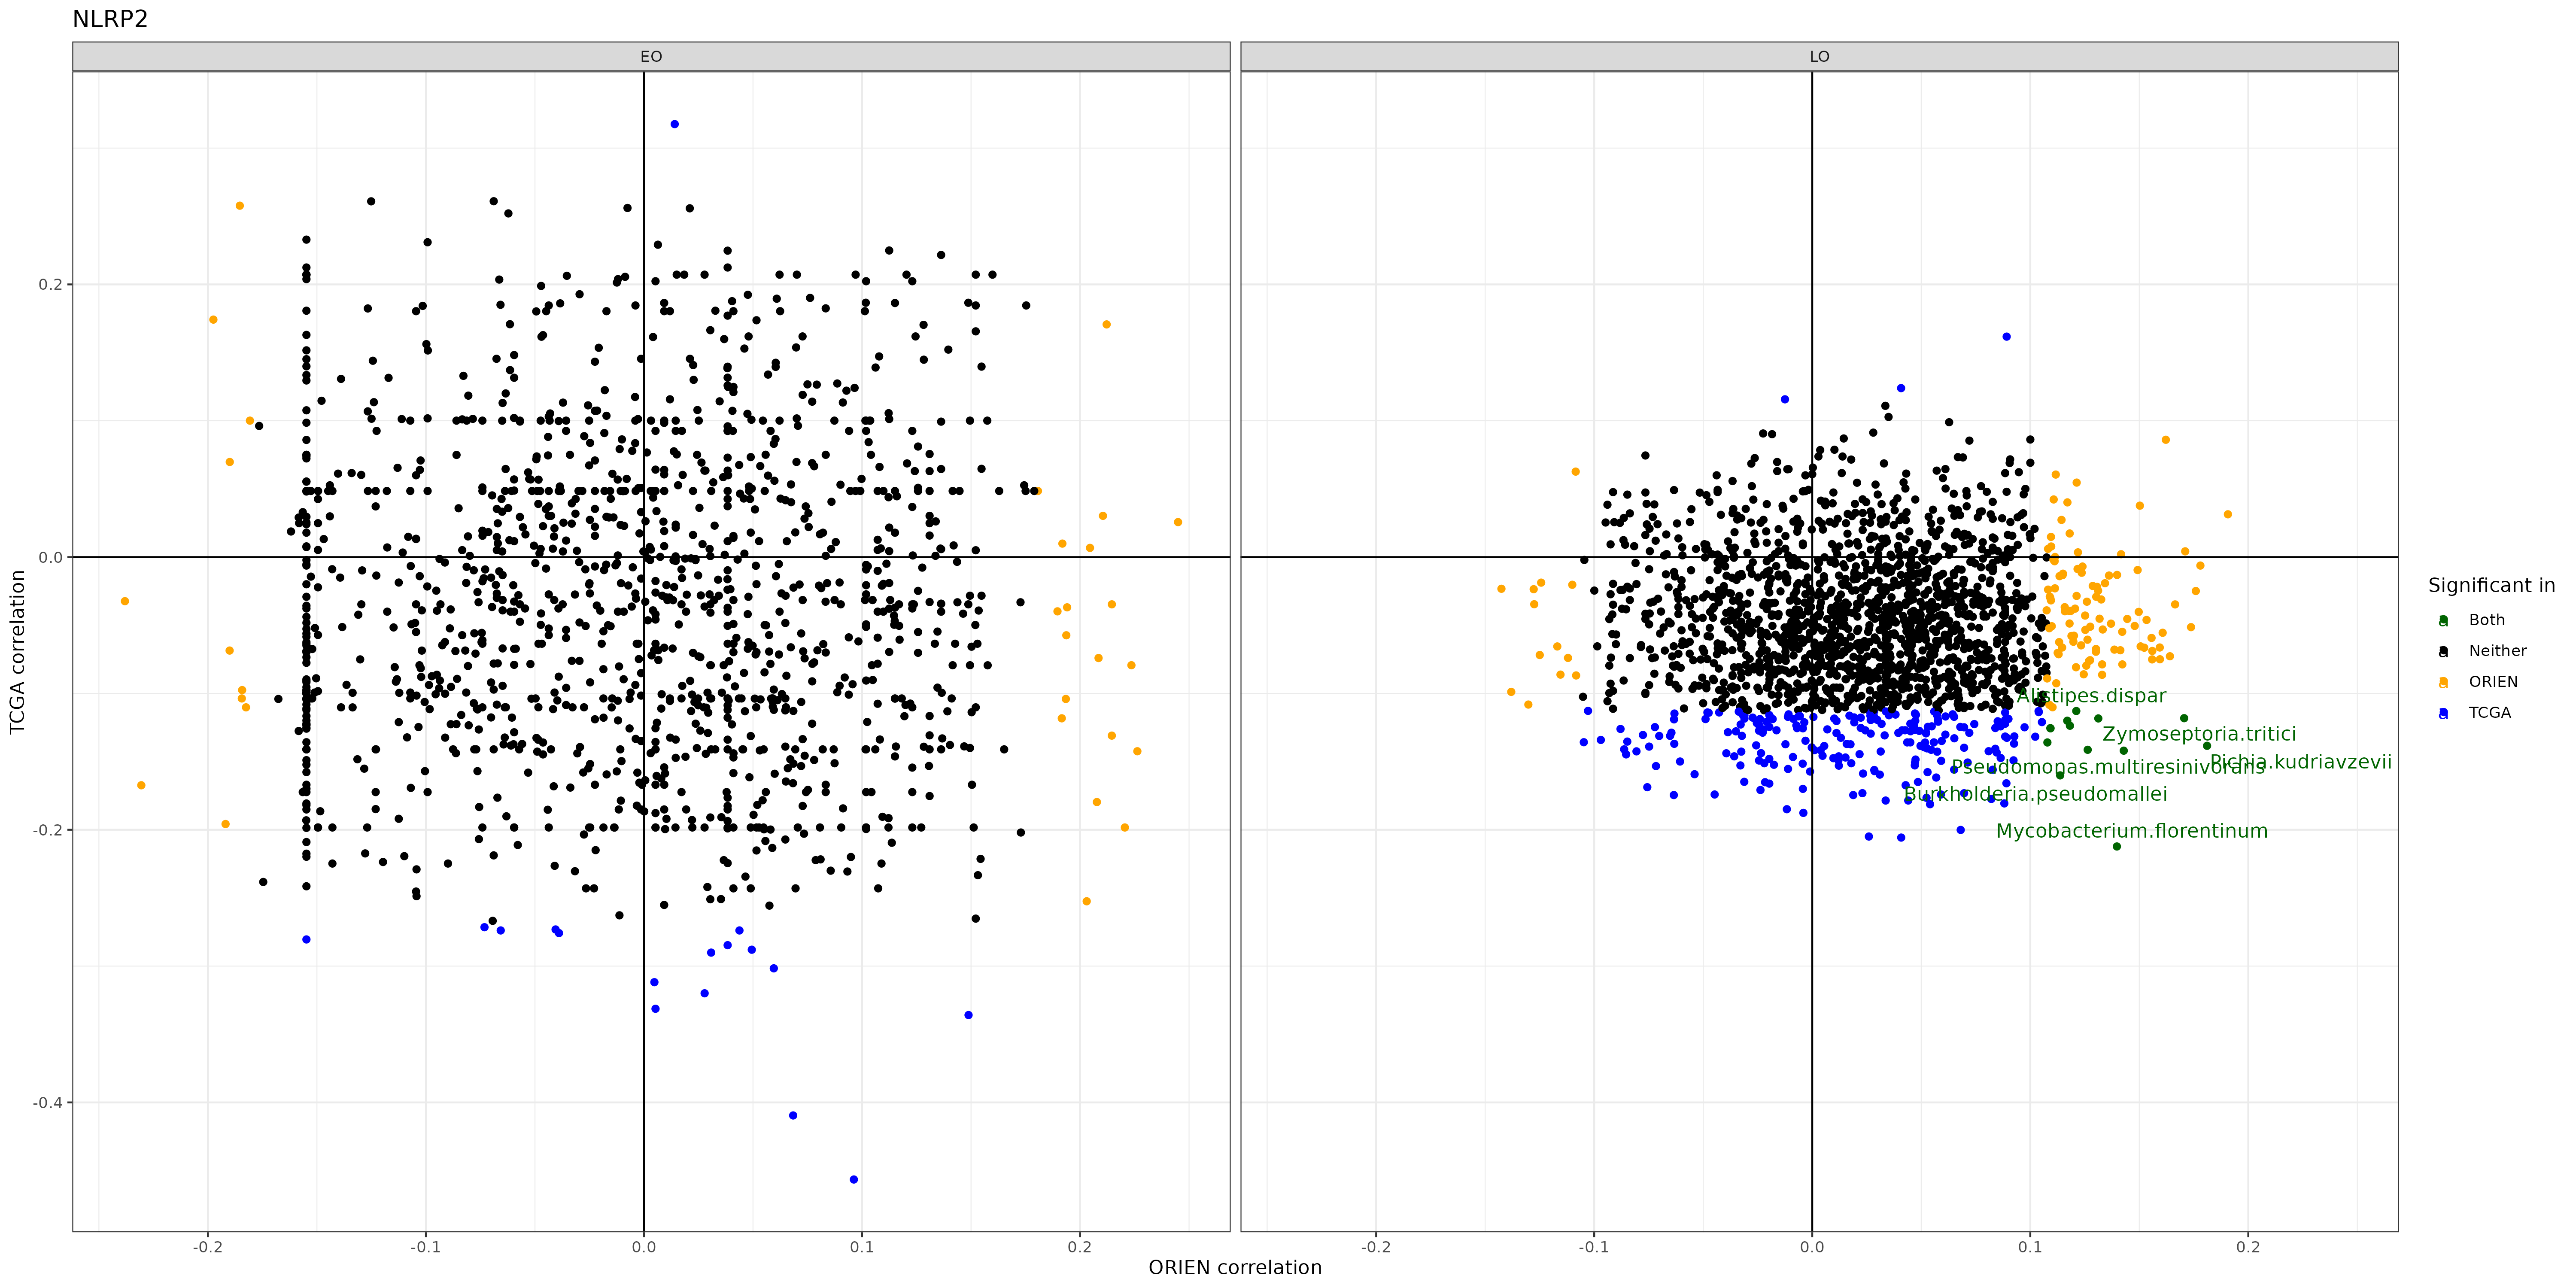 NLRP2
EO
LO
TCGA correlation
0.2
0.0
-0.2
-0.4
Alistipes.dispar
Zymoseptoria.tritici
Pichia.kudriavzevii
Pseudomonas.multiresinivorans
Burkholderia.pseudomallei
Mycobacterium.florentinum
-0.2 -0.1 0.0 0.1 0.2
-0.2 -0.1 0.0 0.1 0.2
ORIEN correlation
Significant in
a Both
a Neither
a ORIEN
a TCGA